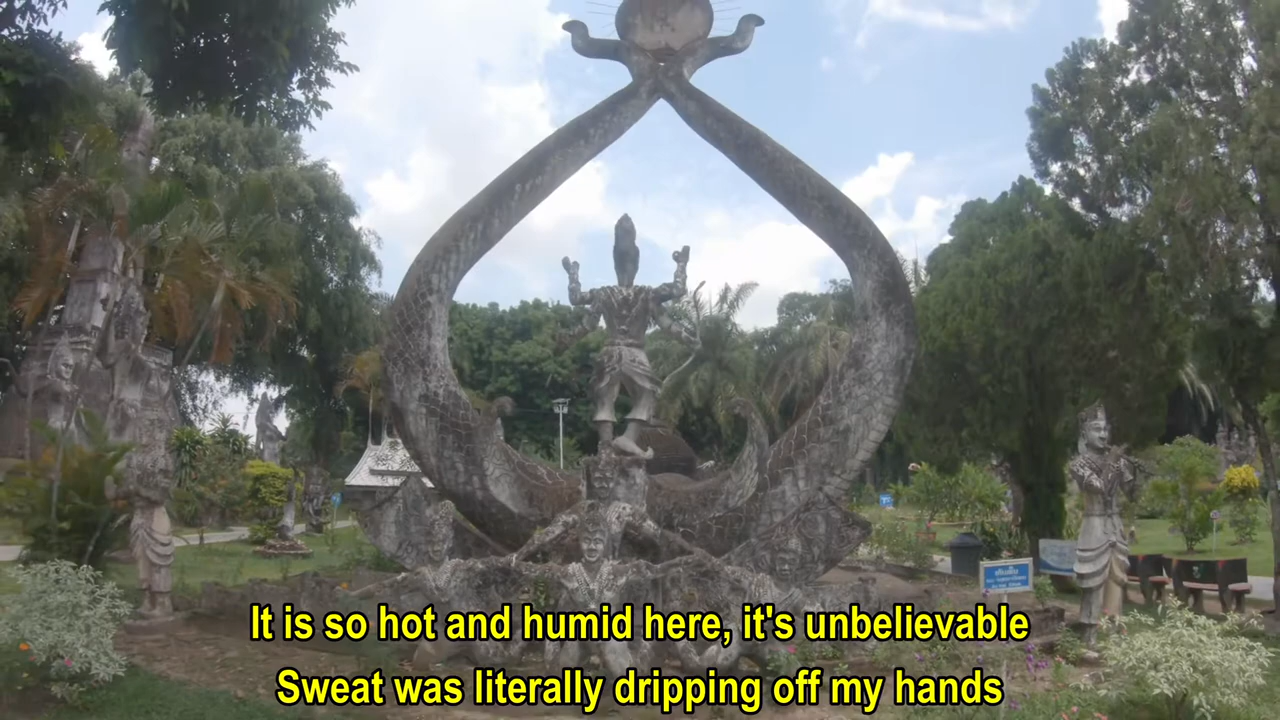 It is so hot and humid here, it's unbelievable
Sweat was literally dripping off my hands